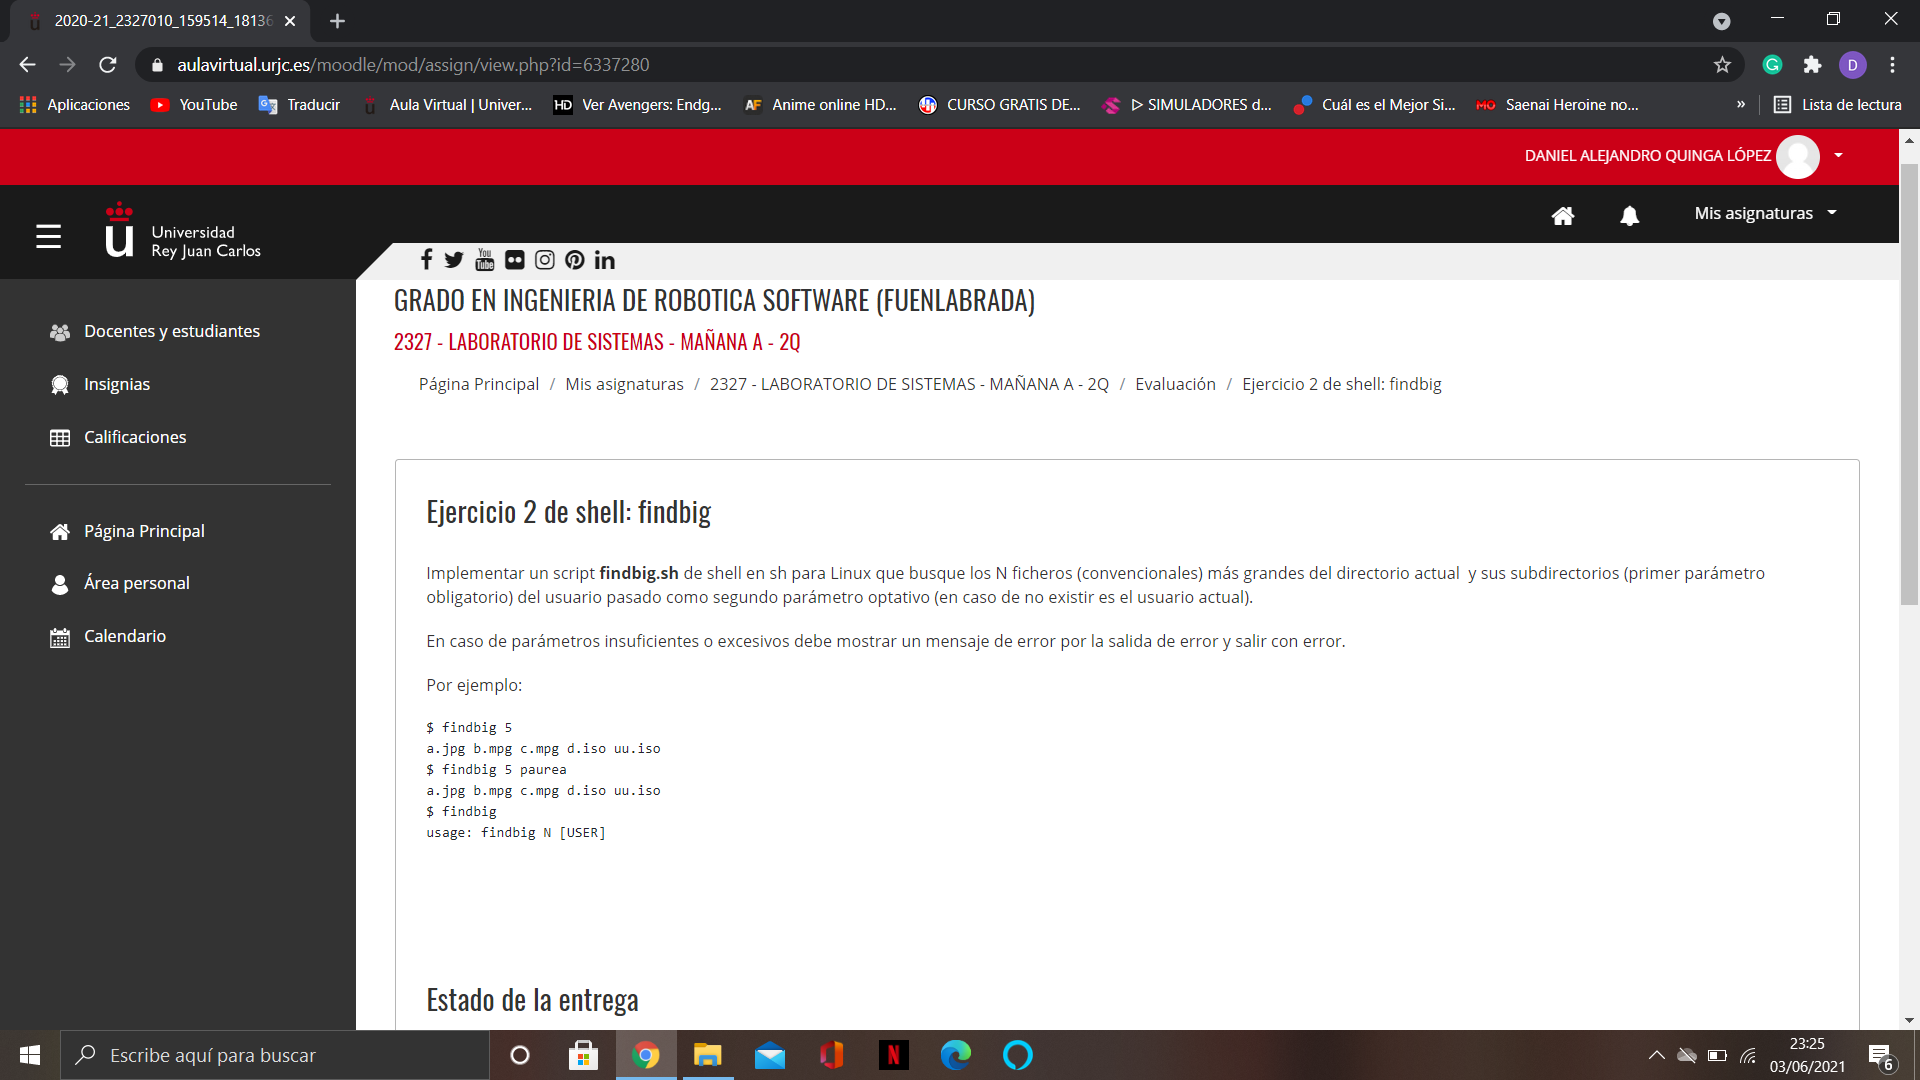 2020-21_2327010_159514_18136
aulavirtual.urjc.es/moodle/mod/assign/view.php?id=6337280
D
Aplicaciones
YouTube
Traducir
Aula Virtual | Univer...
HD Ver Avengers: Endg...
AF Anime online HD...
CURSO GRATIS DE...
ᐅ SIMULADORES d...
Cuál es el Mejor Si...
MO Saenai Heroine no...
»
Lista de lectura
DANIEL ALEJANDRO QUINGA LÓPEZ
Universidad
Rey Juan Carlos
Mis asignaturas
Docentes y estudiantes
Insignias
Calificaciones
Página Principal
Área personal
Calendario
GRADO EN INGENIERIA DE ROBOTICA SOFTWARE (FUENLABRADA)
2327 - LABORATORIO DE SISTEMAS - MAÑANA A - 2Q
Página Principal / Mis asignaturas / 2327 - LABORATORIO DE SISTEMAS - MAÑANA A - 2Q / Evaluación / Ejercicio 2 de shell: findbig
Ejercicio 2 de shell: findbig
Implementar un script findbig.sh de shell en sh para Linux que busque los N ficheros (convencionales) más grandes del directorio actual y sus subdirectorios (primer parámetro
obligatorio) del usuario pasado como segundo parámetro optativo (en caso de no existir es el usuario actual).
En caso de parámetros insuficientes o excesivos debe mostrar un mensaje de error por la salida de error y salir con error.
Por ejemplo:
$ findbig 5
a.jpg b.mpg c.mpg d.iso uu.iso
$ findbig 5 paurea
a.jpg b.mpg c.mpg d.iso uu.iso
$ findbig
usage: findbig N [USER]
Estado de la entrega
Escribe aquí para buscar
23:25
03/06/2021
6